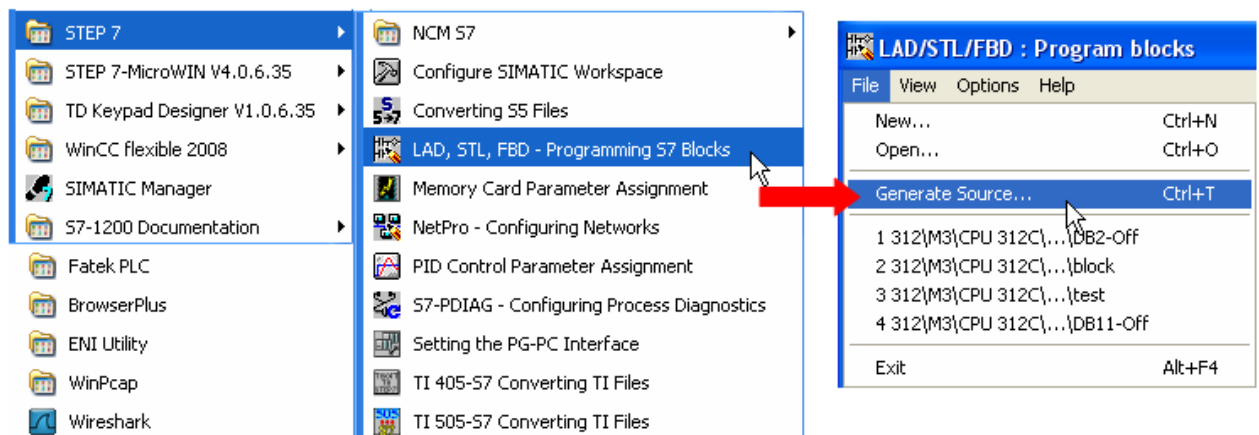 STEP 7
STEP 7-MicroWIN V4.0.6.35
TD Keypad Designer V1.0.6.35
WinCC flexible 2008
SIMATIC Manager
S7-1200 Documentation
Fatek PLC
BrowserPlus
ENI Utility
WinPcap
Wireshark
NCM S7
Configure SIMATIC Workspace
Converting S5 Files
LAD, STL, FBD - Programming S7 Blocks
Memory Card Parameter Assignment
NetPro - Configuring Networks
PID Control Parameter Assignment
S7-PDIAG - Configuring Process Diagnostics
Setting the PG-PC Interface
TI 405-S7 Converting TI Files
TI 505-S7 Converting TI Files
LAD/STL/FBD : Program blocks
File View Options Help
New... Ctrl+N
Open... Ctrl+O
Generate Source... Ctrl+T
1 312\M3\CPU 312C\...\DB2-Off
2 312\M3\CPU 312C\...\block
3 312\M3\CPU 312C\...\test
4 312\M3\CPU 312C\...\DB11-Off
Exit Alt+F4